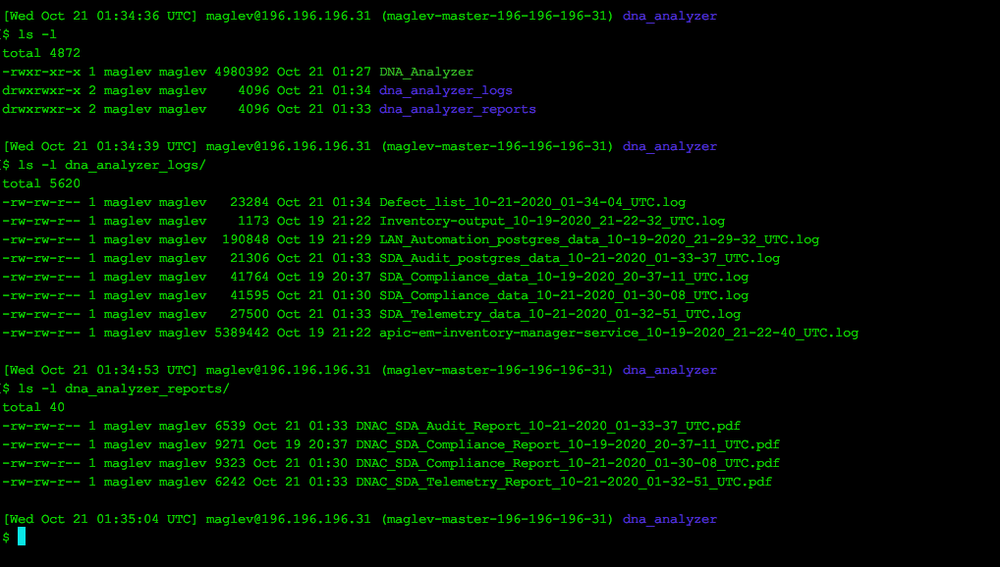 [Wed Oct 21 01:34:36 UTC] maglev@196.196.196.31 (maglev-master-196-196-196-31) dna_analyzer
$ ls -l
total 4872
-rwxr-xr-x 1 maglev maglev 4980392 Oct 21 01:27 DNA_Analyzer
drwxrwxr-x 2 maglev maglev    4096 Oct 21 01:34 dna_analyzer_logs
drwxrwxr-x 2 maglev maglev    4096 Oct 21 01:33 dna_analyzer_reports
[Wed Oct 21 01:34:39 UTC] maglev@196.196.196.31 (maglev-master-196-196-196-31) dna_analyzer
$ ls -l dna_analyzer_logs/
total 5620
-rw-rw-r-- 1 maglev maglev   23284 Oct 21 01:34 Defect_list_10-21-2020_01-34-04_UTC.log
-rw-rw-r-- 1 maglev maglev    1173 Oct 19 21:22 Inventory-output_10-19-2020_21-22-32_UTC.log
-rw-rw-r-- 1 maglev maglev  190848 Oct 19 21:29 LAN_Automation_postgres_data_10-19-2020_21-29-32_UTC.log
-rw-rw-r-- 1 maglev maglev   21306 Oct 21 01:33 SDA_Audit_postgres_data_10-21-2020_01-33-37_UTC.log
-rw-rw-r-- 1 maglev maglev   41764 Oct 19 20:37 SDA_Compliance_data_10-19-2020_20-37-11_UTC.log
-rw-rw-r-- 1 maglev maglev   41595 Oct 21 01:30 SDA_Compliance_data_10-21-2020_01-30-08_UTC.log
-rw-rw-r-- 1 maglev maglev   27500 Oct 21 01:33 SDA_Telemetry_data_10-21-2020_01-32-51_UTC.log
-rw-rw-r-- 1 maglev maglev 5389442 Oct 19 21:22 apic-em-inventory-manager-service_10-19-2020_21-22-40_UTC.log
[Wed Oct 21 01:34:53 UTC] maglev@196.196.196.31 (maglev-master-196-196-196-31) dna_analyzer
$ ls -l dna_analyzer_reports/
total 40
-rw-rw-r-- 1 maglev maglev 6539 Oct 21 01:33 DNAC_SDA_Audit_Report_10-21-2020_01-33-37_UTC.pdf
-rw-rw-r-- 1 maglev maglev 9271 Oct 19 20:37 DNAC_SDA_Compliance_Report_10-19-2020_20-37-11_UTC.pdf
-rw-rw-r-- 1 maglev maglev 9323 Oct 21 01:30 DNAC_SDA_Compliance_Report_10-21-2020_01-30-08_UTC.pdf
-rw-rw-r-- 1 maglev maglev 6242 Oct 21 01:33 DNAC_SDA_Telemetry_Report_10-21-2020_01-32-51_UTC.pdf
[Wed Oct 21 01:35:04 UTC] maglev@196.196.196.31 (maglev-master-196-196-196-31) dna_analyzer
$